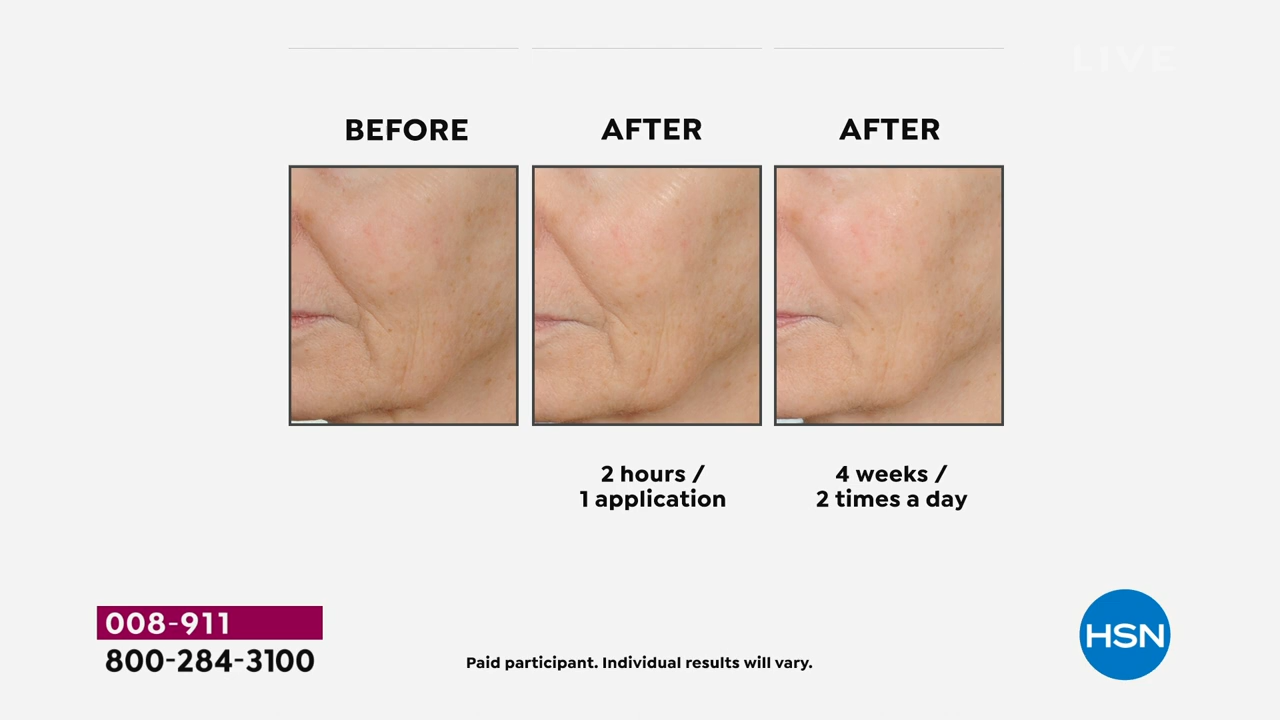 LIVE
BEFORE
AFTER
AFTER
2 hours /
1 application
4 weeks /
2 times a day
008-911
800-284-3100
Paid participant. Individual results will vary.
HSN